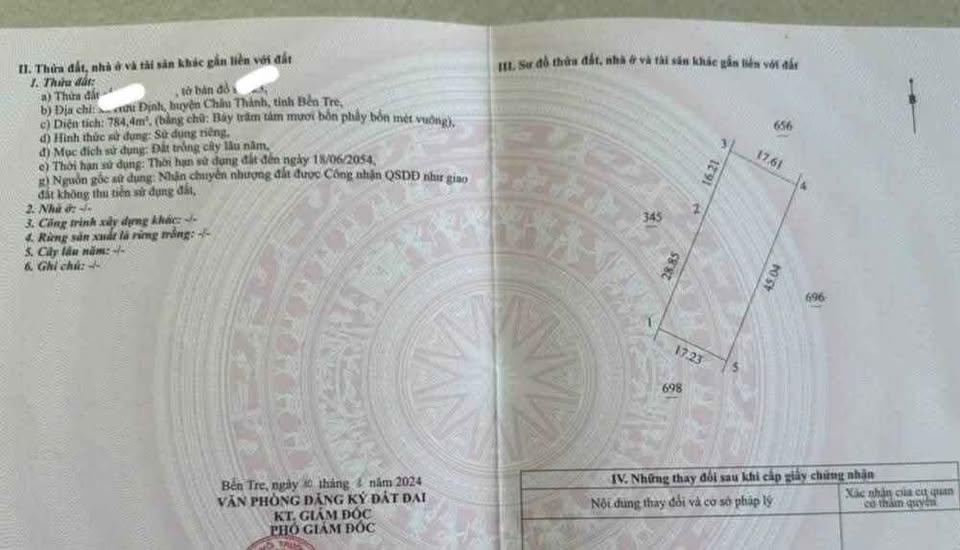 II. Thửa đất, nhà ở và tài sản khác gắn liền với đất
1. Thửa đất:
a) Thửa đất , tờ bản đồ
b) Địa chỉ: Hữu Định, huyện Châu Thành, tỉnh Bến Tre,
c) Diện tích: 784,4m², (bằng chữ: Bảy trăm tám mươi bốn phẩy bốn mét vuông),
d) Hình thức sử dụng: Sử dụng riêng,
đ) Mục đích sử dụng: Đất trồng cây lâu năm,
e) Thời hạn sử dụng: Thời hạn sử dụng đất đến ngày 18/06/2054,
g) Nguồn gốc sử dụng: Nhận chuyển nhượng đất được Công nhận QSDĐ như giao
đất không thu tiền sử dụng đất,
2. Nhà ở: -/-
3. Công trình xây dựng khác: -/-
4. Rừng sản xuất là rừng trồng: -/-
5. Cây lâu năm: -/-
6. Ghi chú: -/-
Bến Tre, ngày tháng năm 2024
VĂN PHÒNG ĐĂNG KÝ ĐẤT ĐAI
KT. GIÁM ĐỐC
PHÓ GIÁM ĐỐC
III. Sơ đồ thửa đất, nhà ở và tài sản khác gắn liền với đất
B
656
3
17.61
4
16.21
2
345
28.85
45.04
696
1
17.23
5
698
IV. Những thay đổi sau khi cấp giấy chứng nhận
Nội dung thay đổi và cơ sở pháp lý
Xác nhận của cơ quan
có thẩm quyền